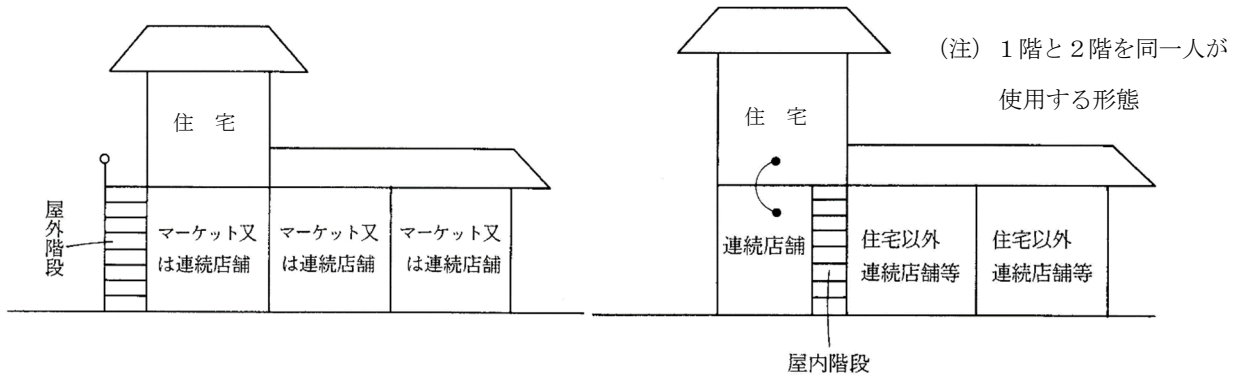 住　宅
屋外階段
マーケット又
は連続店舗
マーケット又
は連続店舗
マーケット又
は連続店舗
（注）１階と２階を同一人が
使用する形態
住　宅
連続店舗
住宅以外
連続店舗等
住宅以外
連続店舗等
屋内階段